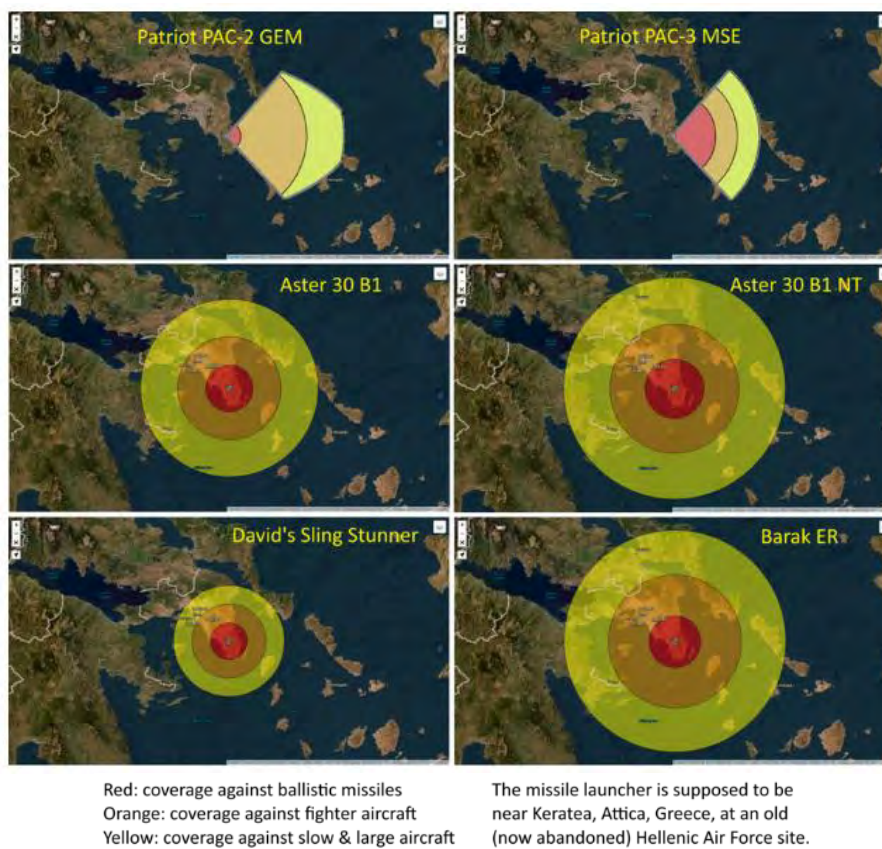 Patriot PAC-2 GEM
Patriot PAC-3 MSE
Aster 30 B1
Aster 30 B1 NT
David's Sling Stunner
Barak ER
Red: coverage against ballistic missiles
Orange: coverage against fighter aircraft
Yellow: coverage against slow & large aircraft
The missile launcher is supposed to be
near Keratea, Attica, Greece, at an old
(now abandoned) Hellenic Air Force site.